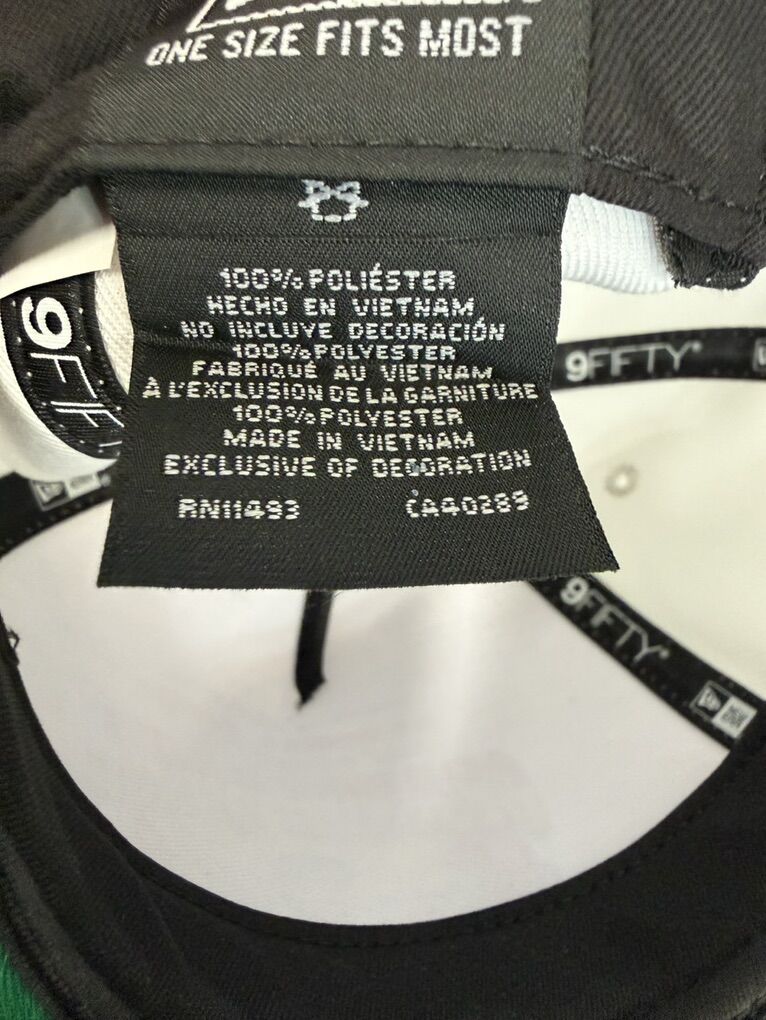 ONE SIZE FITS MOST
100% POLIÉSTER
HECHO EN VIETNAM
NO INCLUYE DECORACIÓN
100% POLYESTER
FABRIQUÉ AU VIETNAM
À L'EXCLUSION DE LA GARNITURE
100% POLYESTER
MADE IN VIETNAM
EXCLUSIVE OF DECORATION
RN11493 CA40289
9FIF
9FIFTY
9FIFTY